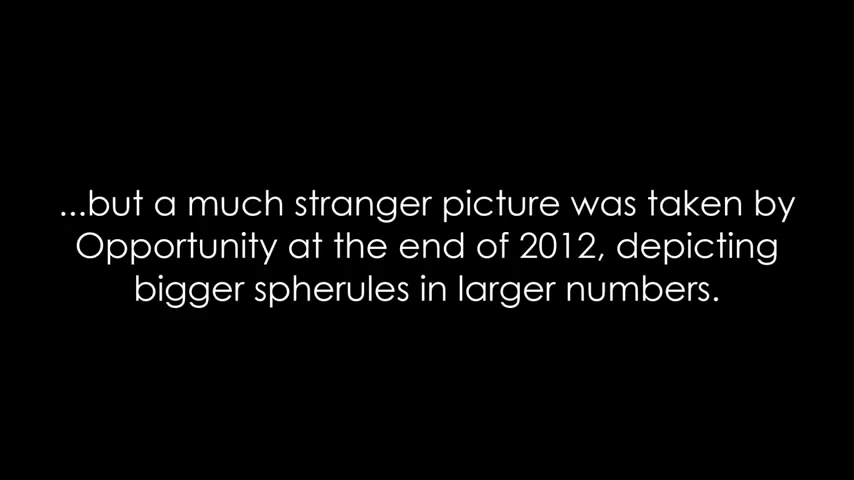 ...but a much stranger picture was taken by
Opportunity at the end of 2012, depicting
bigger spherules in larger numbers.